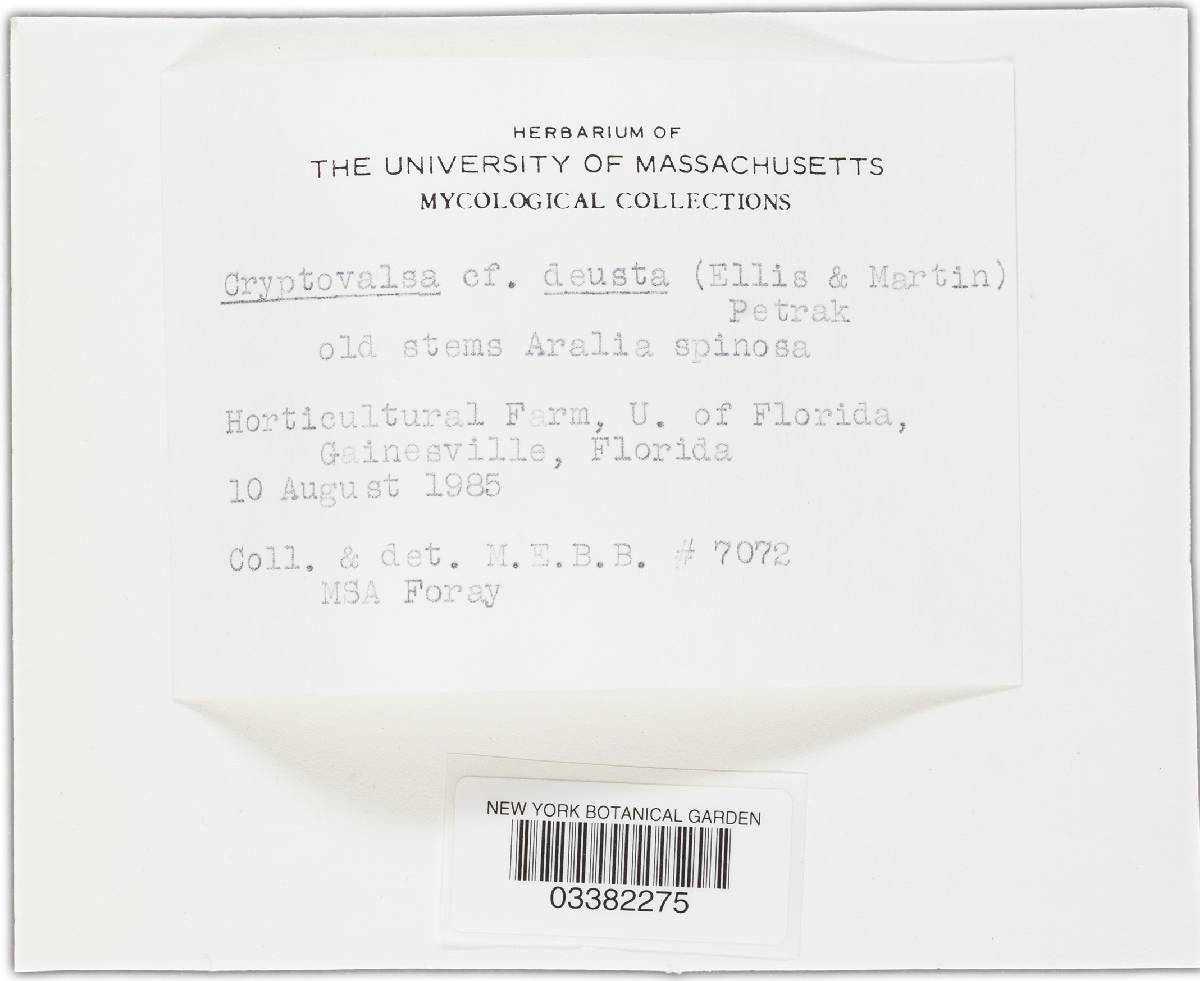 HERBARIUM OF
THE UNIVERSITY OF MASSACHUSETTS
MYCOLOGICAL COLLECTIONS
Cryptovalsa cf. deusta (Ellis & Martin)
Petrak
old stems Aralia spinosa
Horticultural Farm, U. of Florida,
Gainesville, Florida
10 August 1985
Coll. & det. M.E.B.B. # 7072
MSA Foray
NEW YORK BOTANICAL GARDEN
03382275